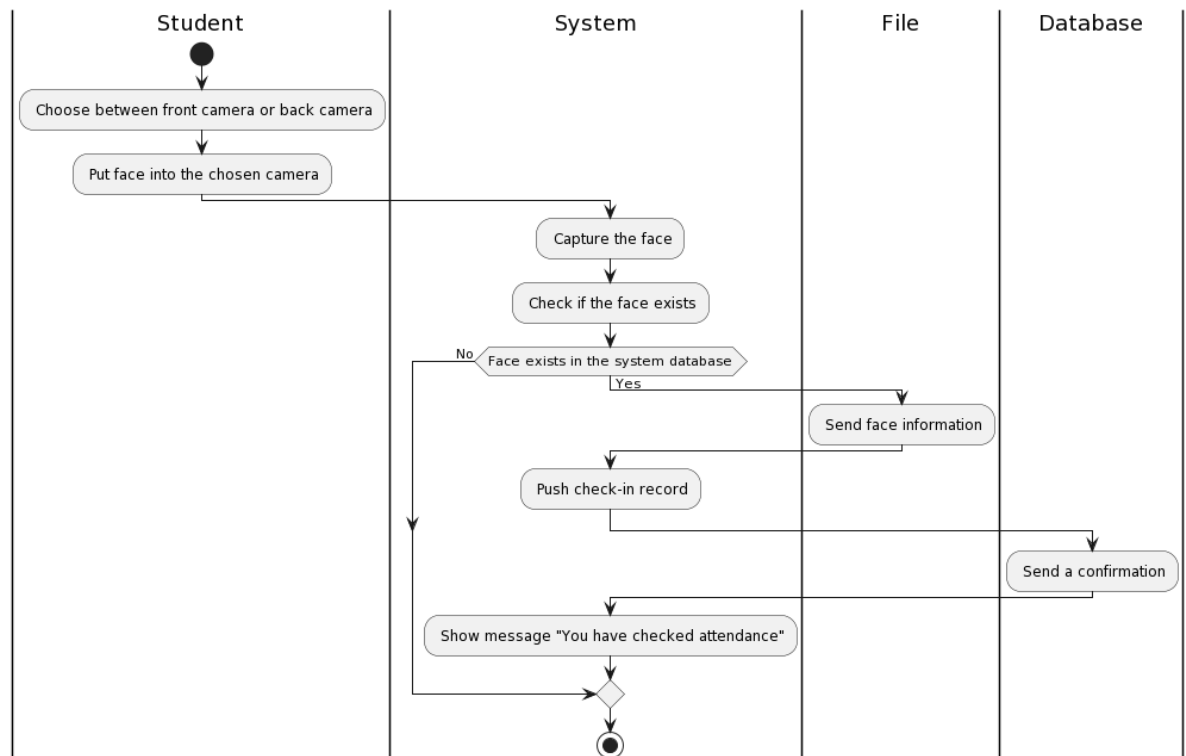 Student
System
File
Database
Choose between front camera or back camera
Put face into the chosen camera
Capture the face
Check if the face exists
No
Face exists in the system database
Yes
Send face information
Push check-in record
Send a confirmation
Show message "You have checked attendance"